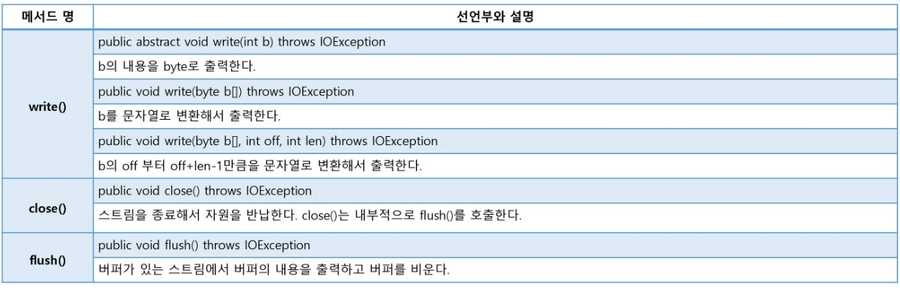 메서드 명 선언부와 설명
write()
public abstract void write(int b) throws IOException
b의 내용을 byte로 출력한다.
public void write(byte b[]) throws IOException
b를 문자열로 변환해서 출력한다.
public void write(byte b[], int off, int len) throws IOException
b의 off 부터 off+len-1만큼을 문자열로 변환해서 출력한다.
close()
public void close() throws IOException
스트림을 종료해서 자원을 반납한다. close()는 내부적으로 flush()를 호출한다.
flush()
public void flush() throws IOException
버퍼가 있는 스트림에서 버퍼의 내용을 출력하고 버퍼를 비운다.